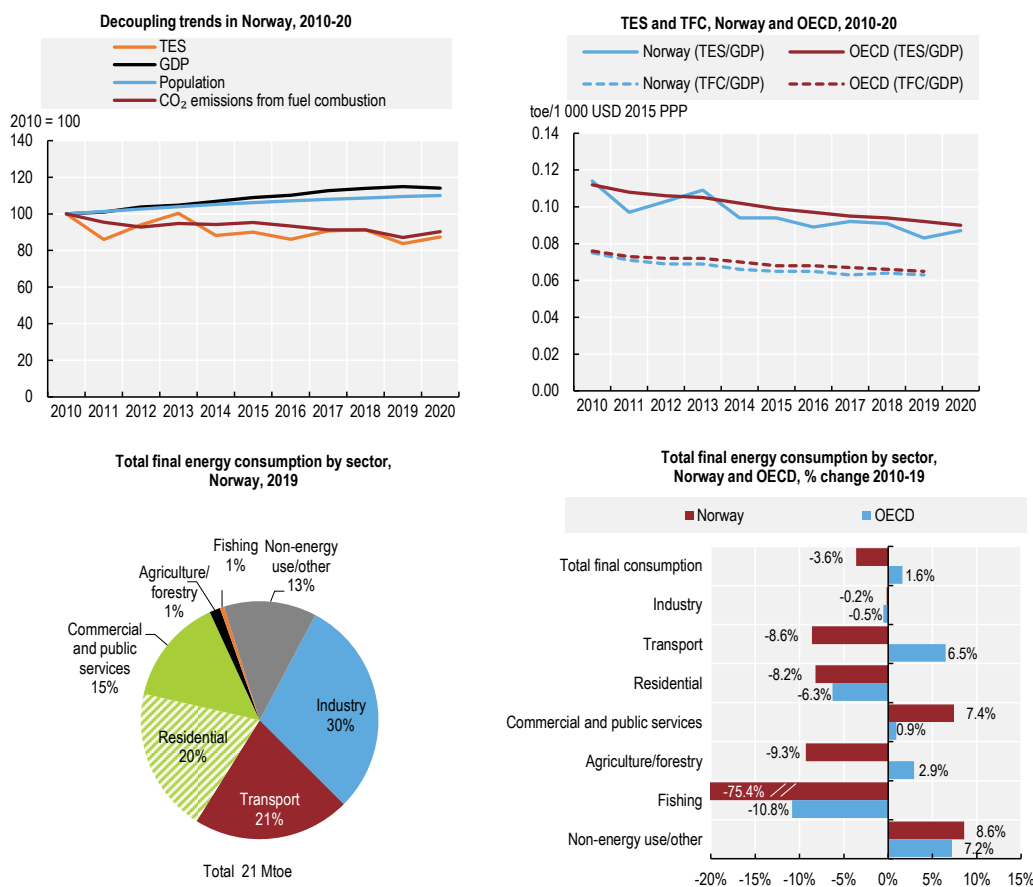 Decoupling trends in Norway, 2010-20
TES
GDP
Population
CO₂ emissions from fuel combustion
2010 = 100
140
120
100
80
60
40
20
0
2010 2011 2012 2013 2014 2015 2016 2017 2018 2019 2020
TES and TFC, Norway and OECD, 2010-20
Norway (TES/GDP)
OECD (TES/GDP)
Norway (TFC/GDP)
OECD (TFC/GDP)
toe/1 000 USD 2015 PPP
0.14
0.12
0.10
0.08
0.06
0.04
0.02
0.00
2010 2011 2012 2013 2014 2015 2016 2017 2018 2019 2020
Total final energy consumption by sector,
Norway, 2019
Fishing
1%
Non-energy
use/other
13%
Agriculture/
forestry
1%
Commercial
and public
services
15%
Industry
30%
Residential
20%
Transport
21%
Total 21 Mtoe
Total final energy consumption by sector,
Norway and OECD, % change 2010-19
Norway
OECD
Total final consumption
-3.6%
1.6%
Industry
-0.2%
-0.5%
Transport
-8.6%
6.5%
Residential
-8.2%
-6.3%
Commercial and public services
7.4%
0.9%
Agriculture/forestry
-9.3%
2.9%
Fishing
-75.4%
-10.8%
Non-energy use/other
8.6%
7.2%
-20% -15% -10% -5% 0% 5% 10% 15%